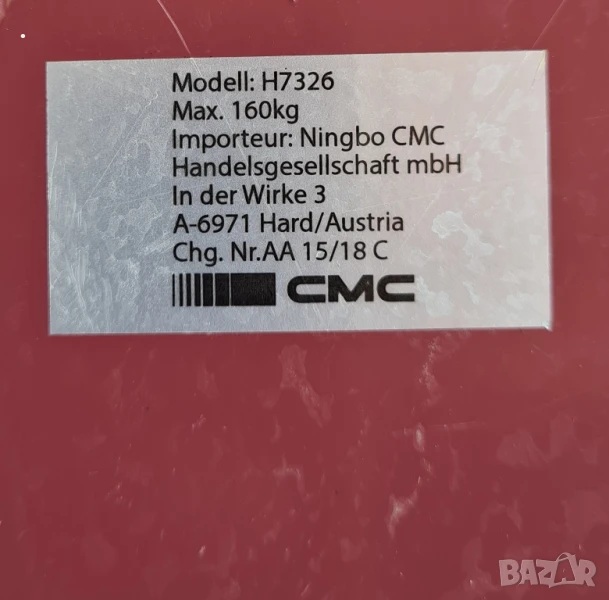 Modell: H7326
Max. 160kg
Importeur: Ningbo CMC
Handelsgesellschaft mbH
In der Wirke 3
A-6971 Hard/Austria
Chg. Nr.AA 15/18 C
CMC
BAZAR